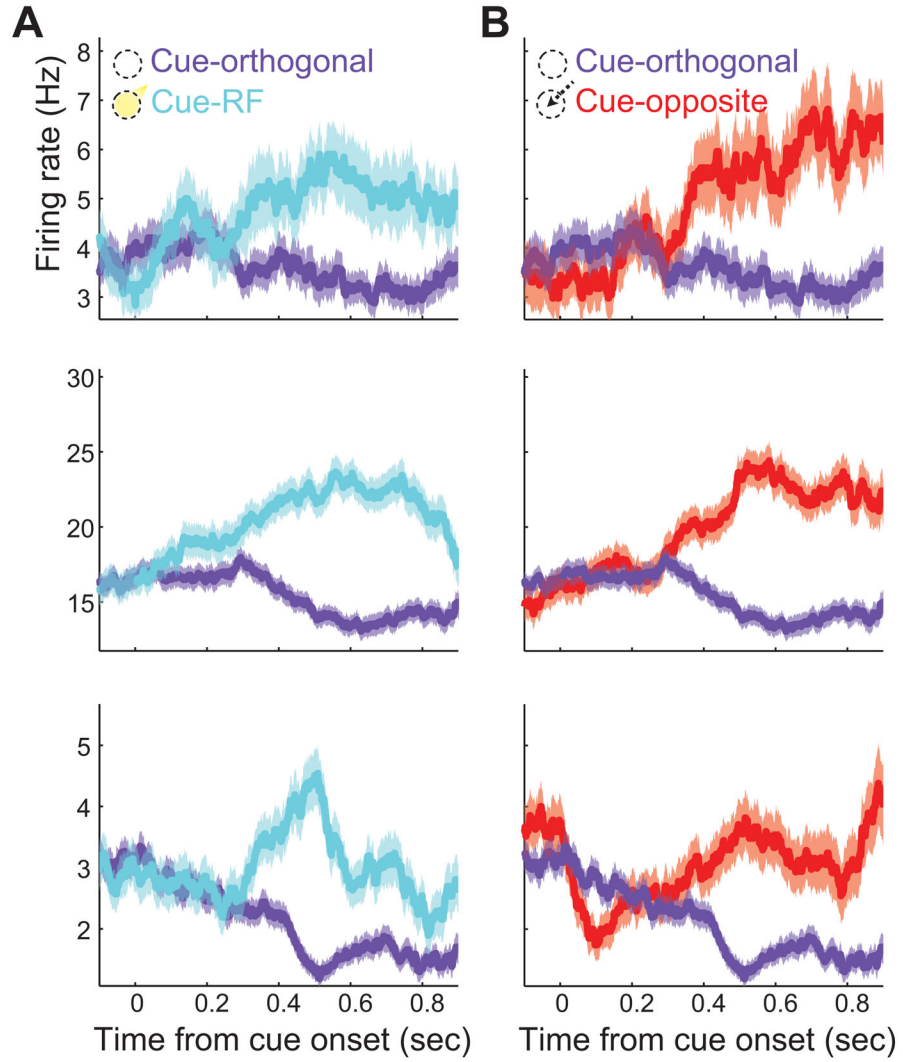 A
B
Cue-orthogonal
Cue-RF
Cue-orthogonal
Cue-opposite
Firing rate (Hz)
8
7
6
5
4
3
30
25
20
15
5
4
3
2
0 0.2 0.4 0.6 0.8
0 0.2 0.4 0.6 0.8
Time from cue onset (sec)
Time from cue onset (sec)